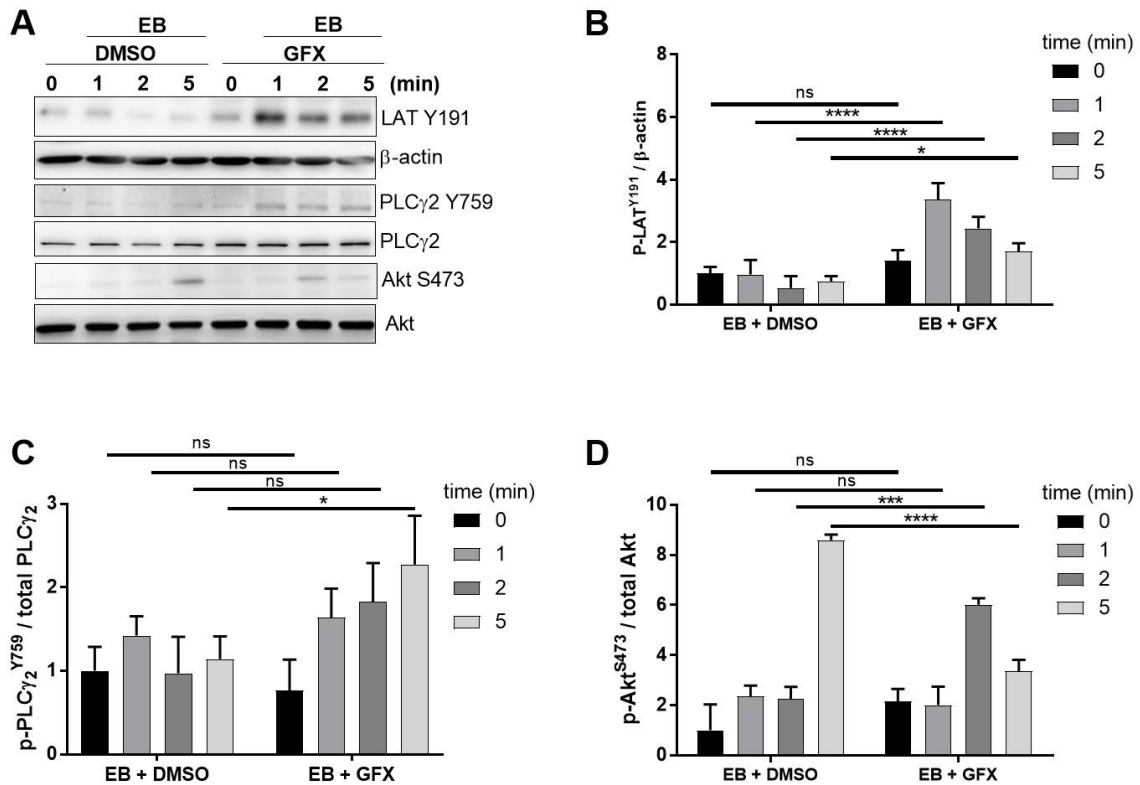 A
EB EB
DMSO GFX
0 1 2 5 0 1 2 5 (min)
LAT Y191
β-actin
PLCγ2 Y759
PLCγ2
Akt S473
Akt
B
P-LAT^Y191 / β-actin
8
6
4
2
0
ns
****
****
*
EB + DMSO EB + GFX
time (min)
0
1
2
5
C
p-PLCγ₂^Y759 / total PLCγ₂
3
2
1
0
ns
ns
ns
*
EB + DMSO EB + GFX
time (min)
0
1
2
5
D
p-Akt^S473 / total Akt
10
8
6
4
2
0
ns
ns
***
****
EB + DMSO EB + GFX
time (min)
0
1
2
5